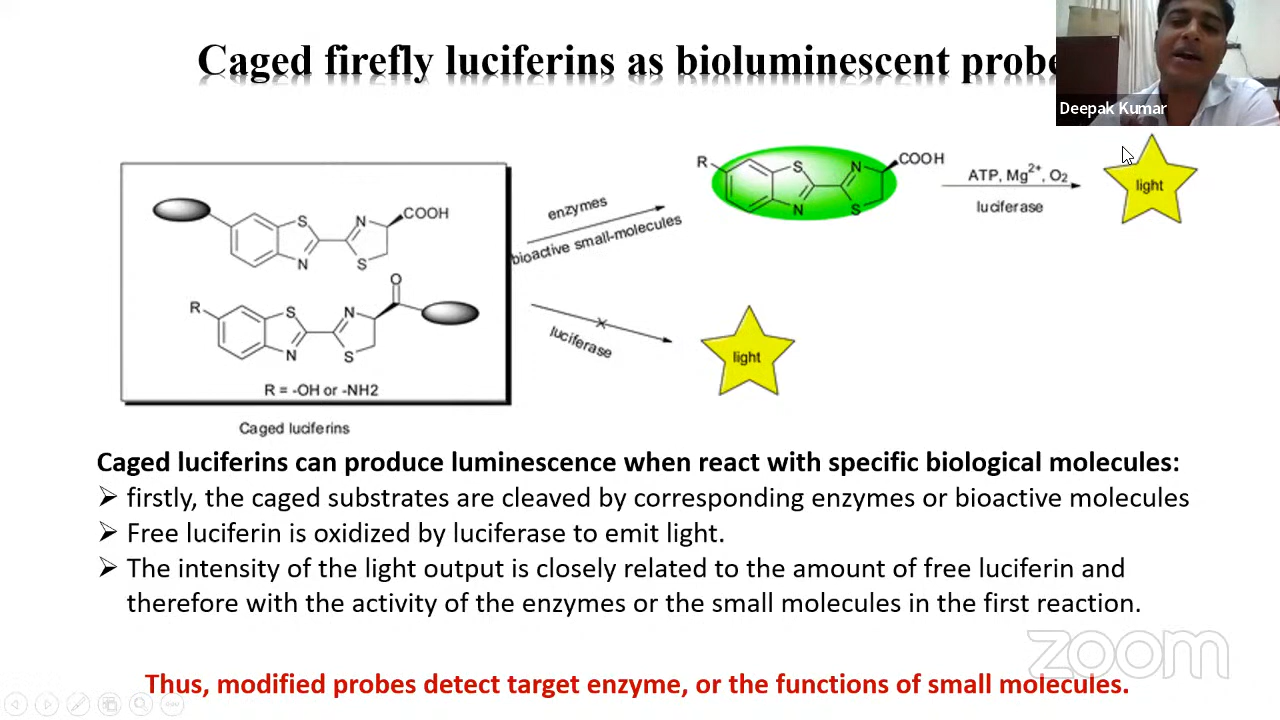 Caged firefly luciferins as bioluminescent probe
Deepak Kumar
COOH
S
N
N
S
O
R
S
N
N
S
R = -OH or -NH2
Caged luciferins
enzymes
bioactive small-molecules
luciferase
light
R
S
N
COOH
N
S
ATP, Mg2+, O2
luciferase
light
Caged luciferins can produce luminescence when react with specific biological molecules:
➢ firstly, the caged substrates are cleaved by corresponding enzymes or bioactive molecules
➢ Free luciferin is oxidized by luciferase to emit light.
➢ The intensity of the light output is closely related to the amount of free luciferin and
therefore with the activity of the enzymes or the small molecules in the first reaction.
zoom
Thus, modified probes detect target enzyme, or the functions of small molecules.